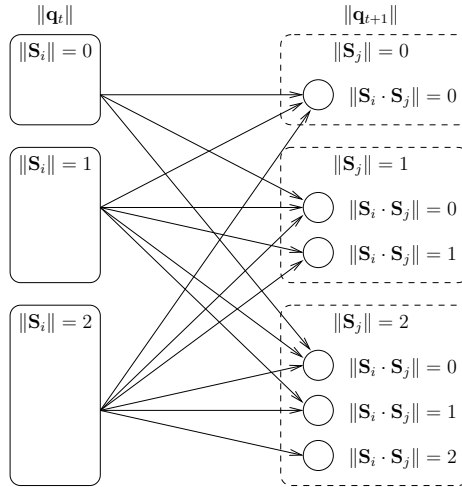 ‖q_t‖ ‖q_{t+1}‖
‖S_i‖ = 0 ‖S_j‖ = 0
‖S_i · S_j‖ = 0
‖S_i‖ = 1 ‖S_j‖ = 1
‖S_i · S_j‖ = 0
‖S_i · S_j‖ = 1
‖S_i‖ = 2 ‖S_j‖ = 2
‖S_i · S_j‖ = 0
‖S_i · S_j‖ = 1
‖S_i · S_j‖ = 2